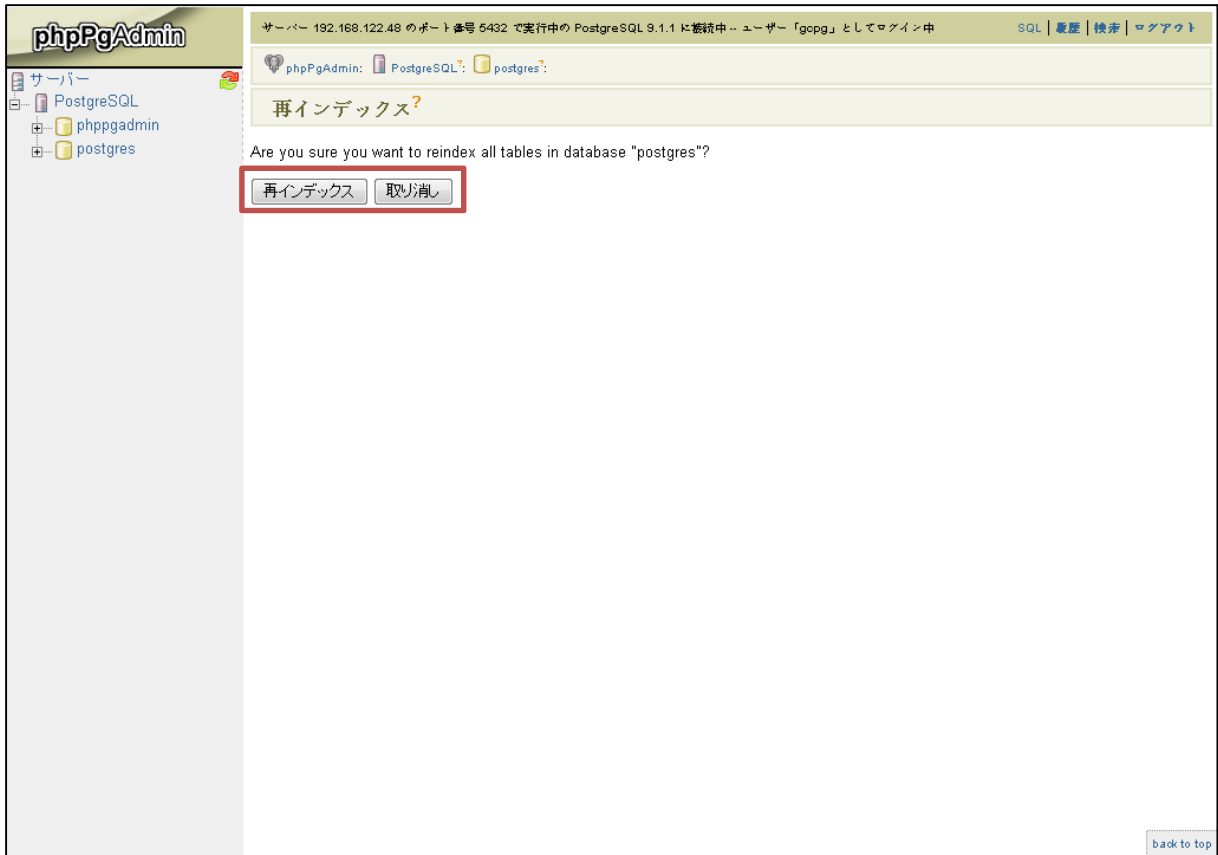 phpPgAdmin
サーバー
PostgreSQL
phppgadmin
postgres
サーバー 192.168.122.48 のポート番号 5432 で実行中の PostgreSQL 9.1.1 に接続中 -- ユーザー「gcpg」としてログイン中
SQL | 履歴 | 検索 | ログアウト
phpPgAdmin: PostgreSQL?: postgres?:
再インデックス?
Are you sure you want to reindex all tables in database "postgres"?
再インデックス 取り消し
back to top